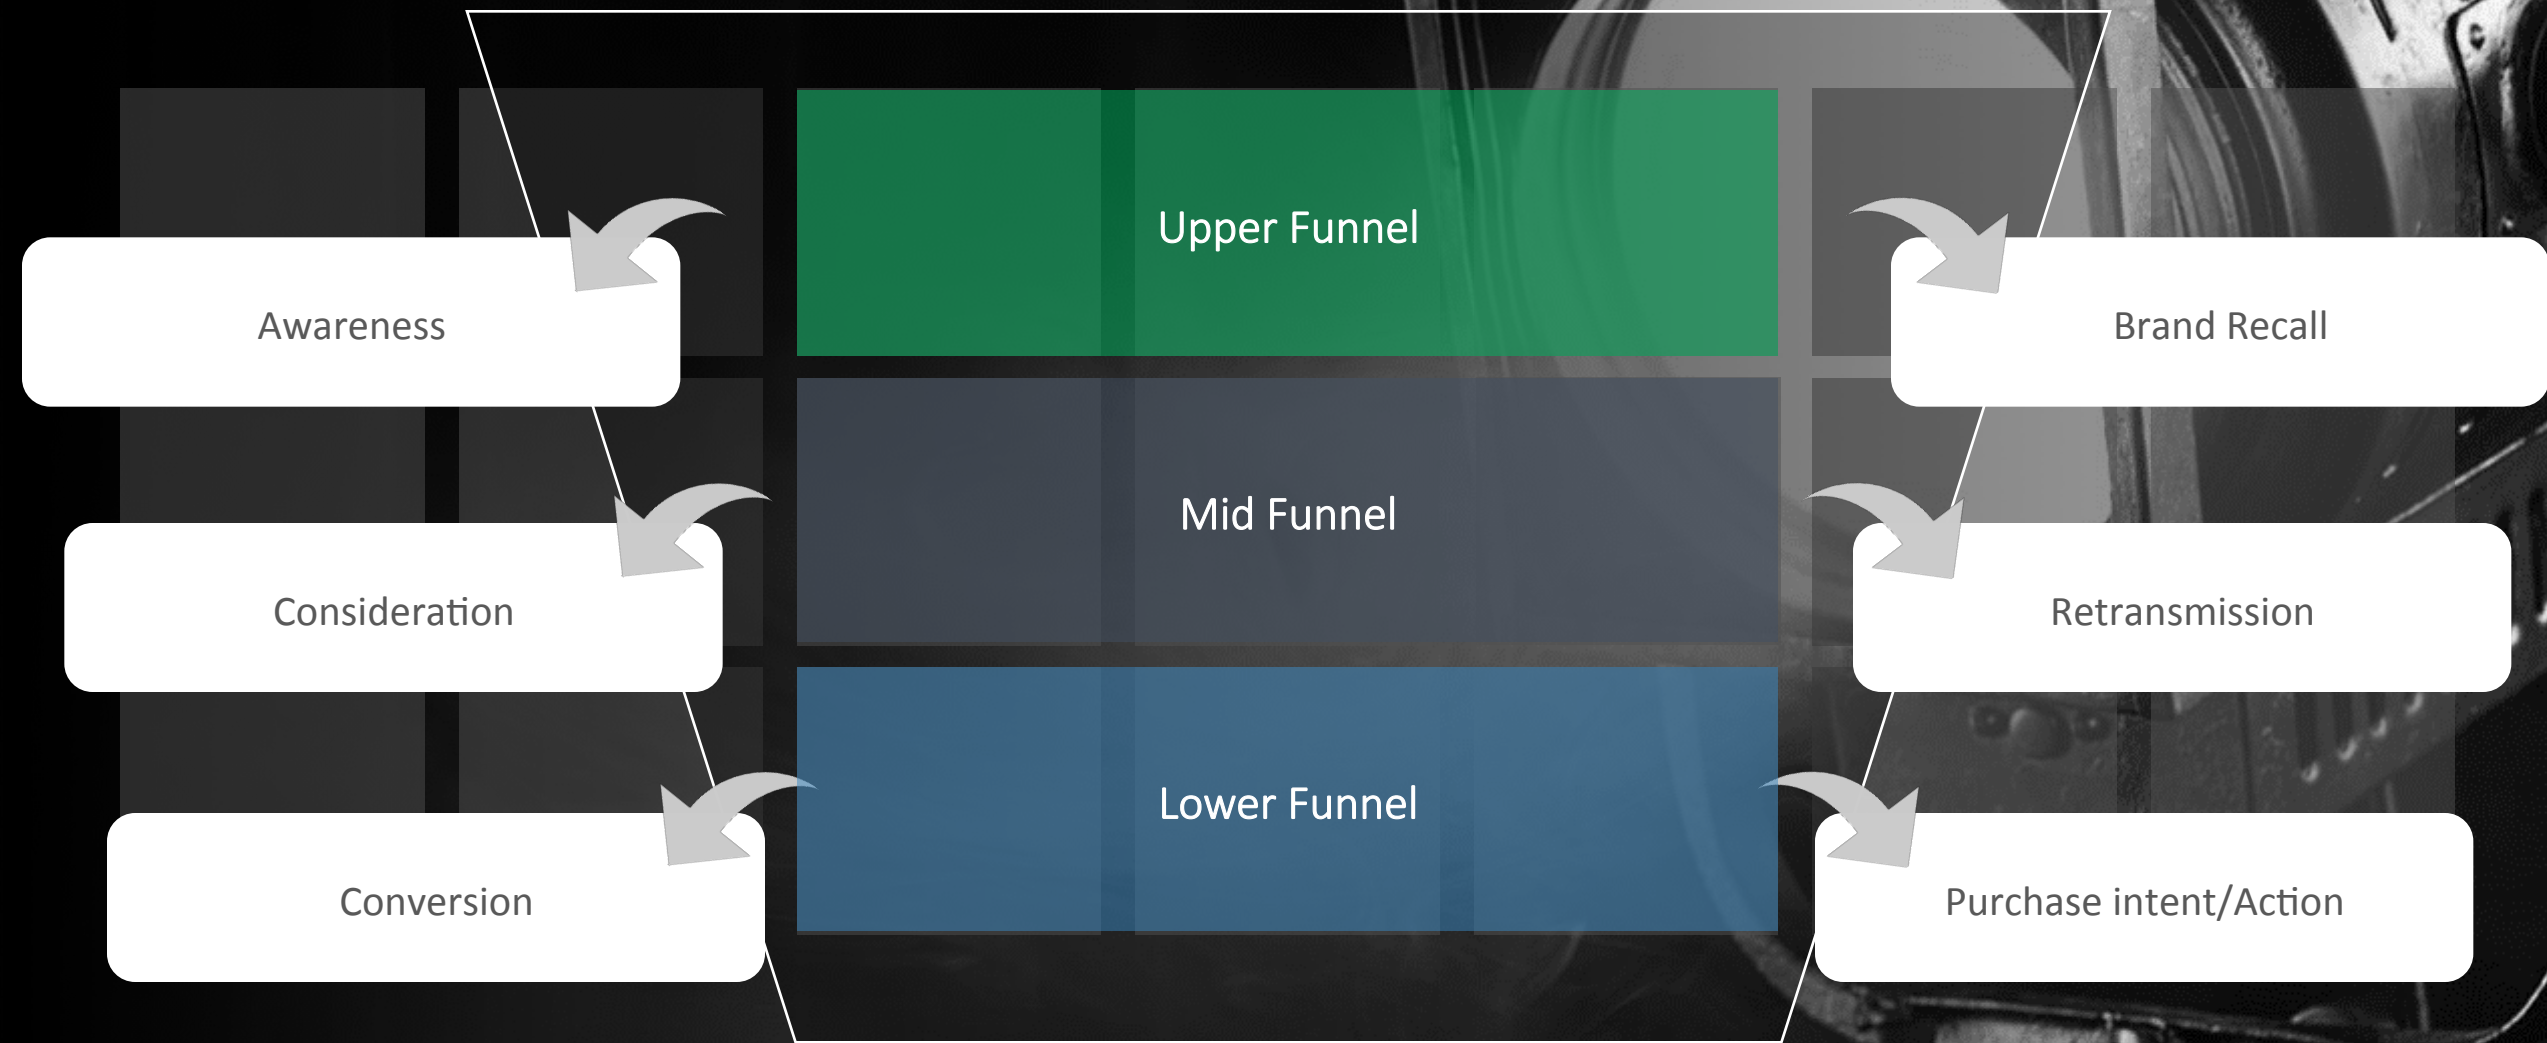 Upper Funnel
Awareness
Brand Recall
Mid Funnel
Consideration
Retransmission
Lower Funnel
Conversion
Purchase intent/Action